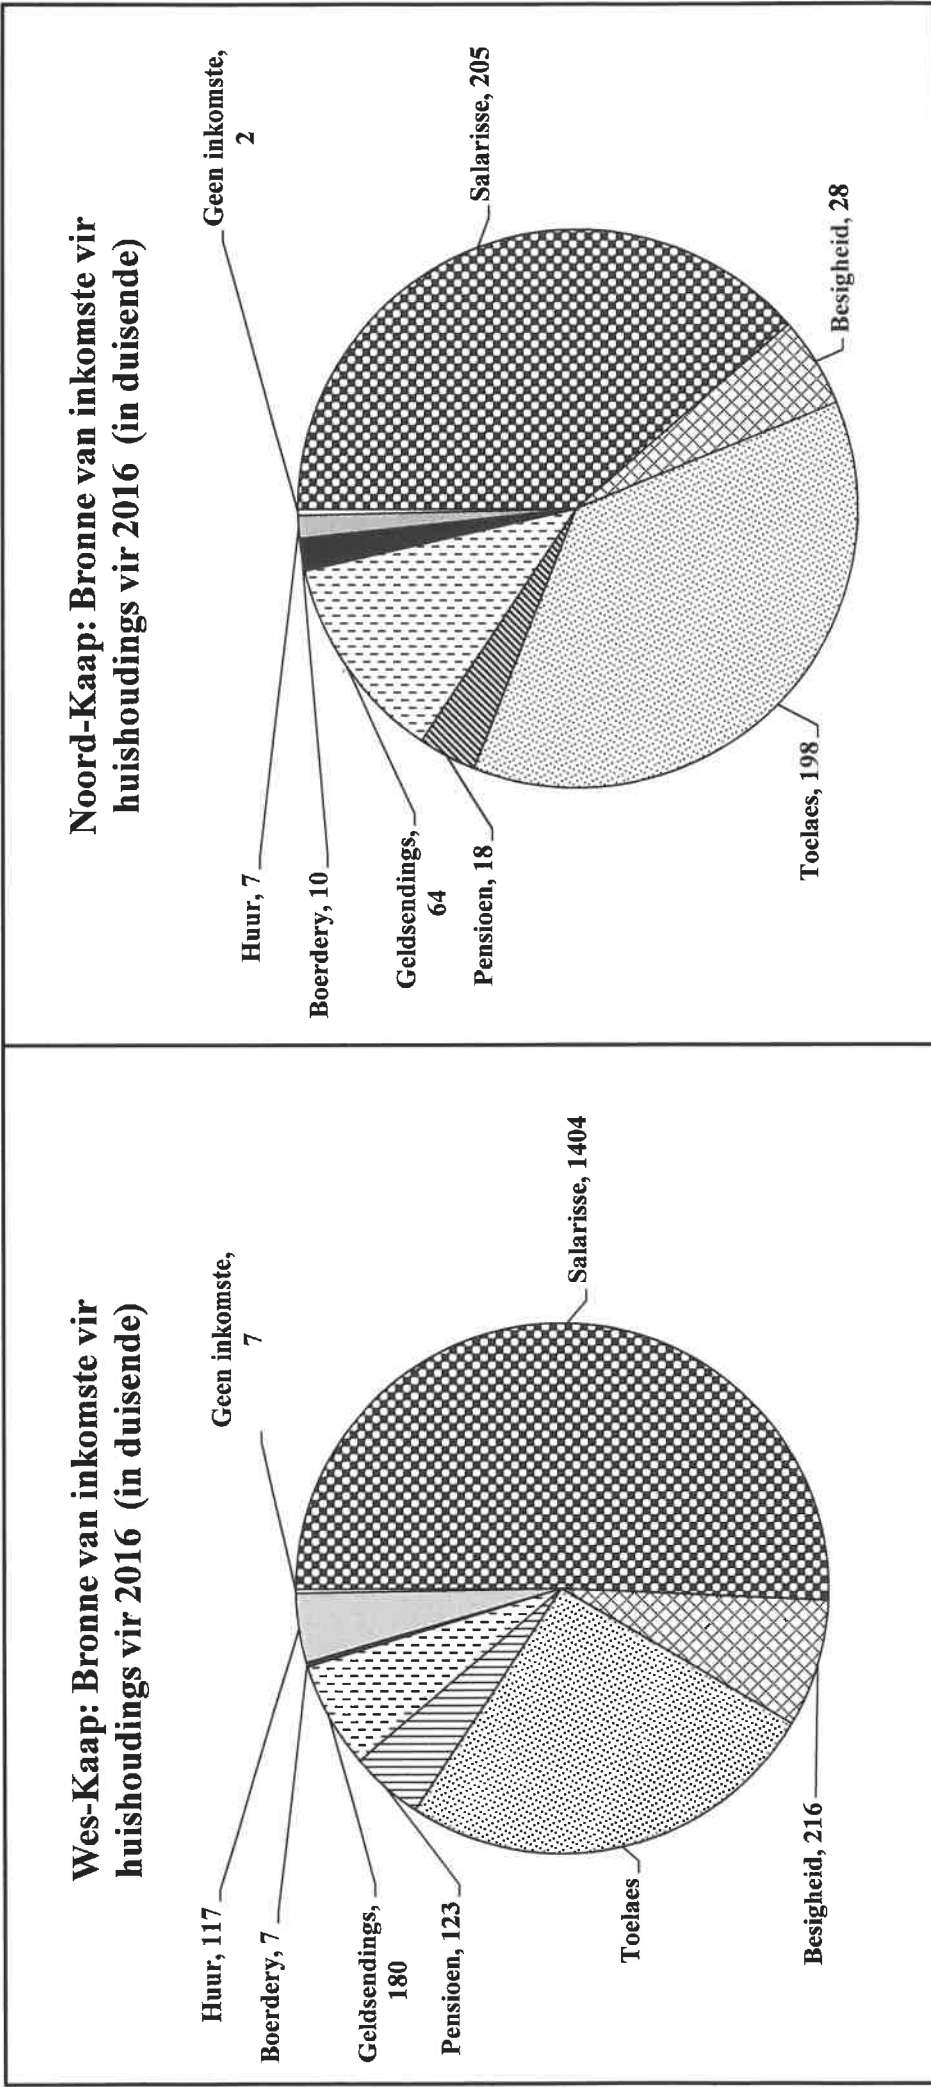 Wes-Kaap: Bronne van inkomste vir
huishoudings vir 2016 (in duisende)
Geen inkomste,
7
Huur, 117
Boerdery, 7
Geldsendings,
180
Pensioen, 123
Salarisse, 1404
Toelaes
Besigheid, 216
Noord-Kaap: Bronne van inkomste vir
huishoudings vir 2016 (in duisende)
Geen inkomste,
2
Huur, 7
Boerdery, 10
Geldsendings,
64
Pensioen, 18
Salarisse, 205
Toelaes, 198
Besigheid, 28